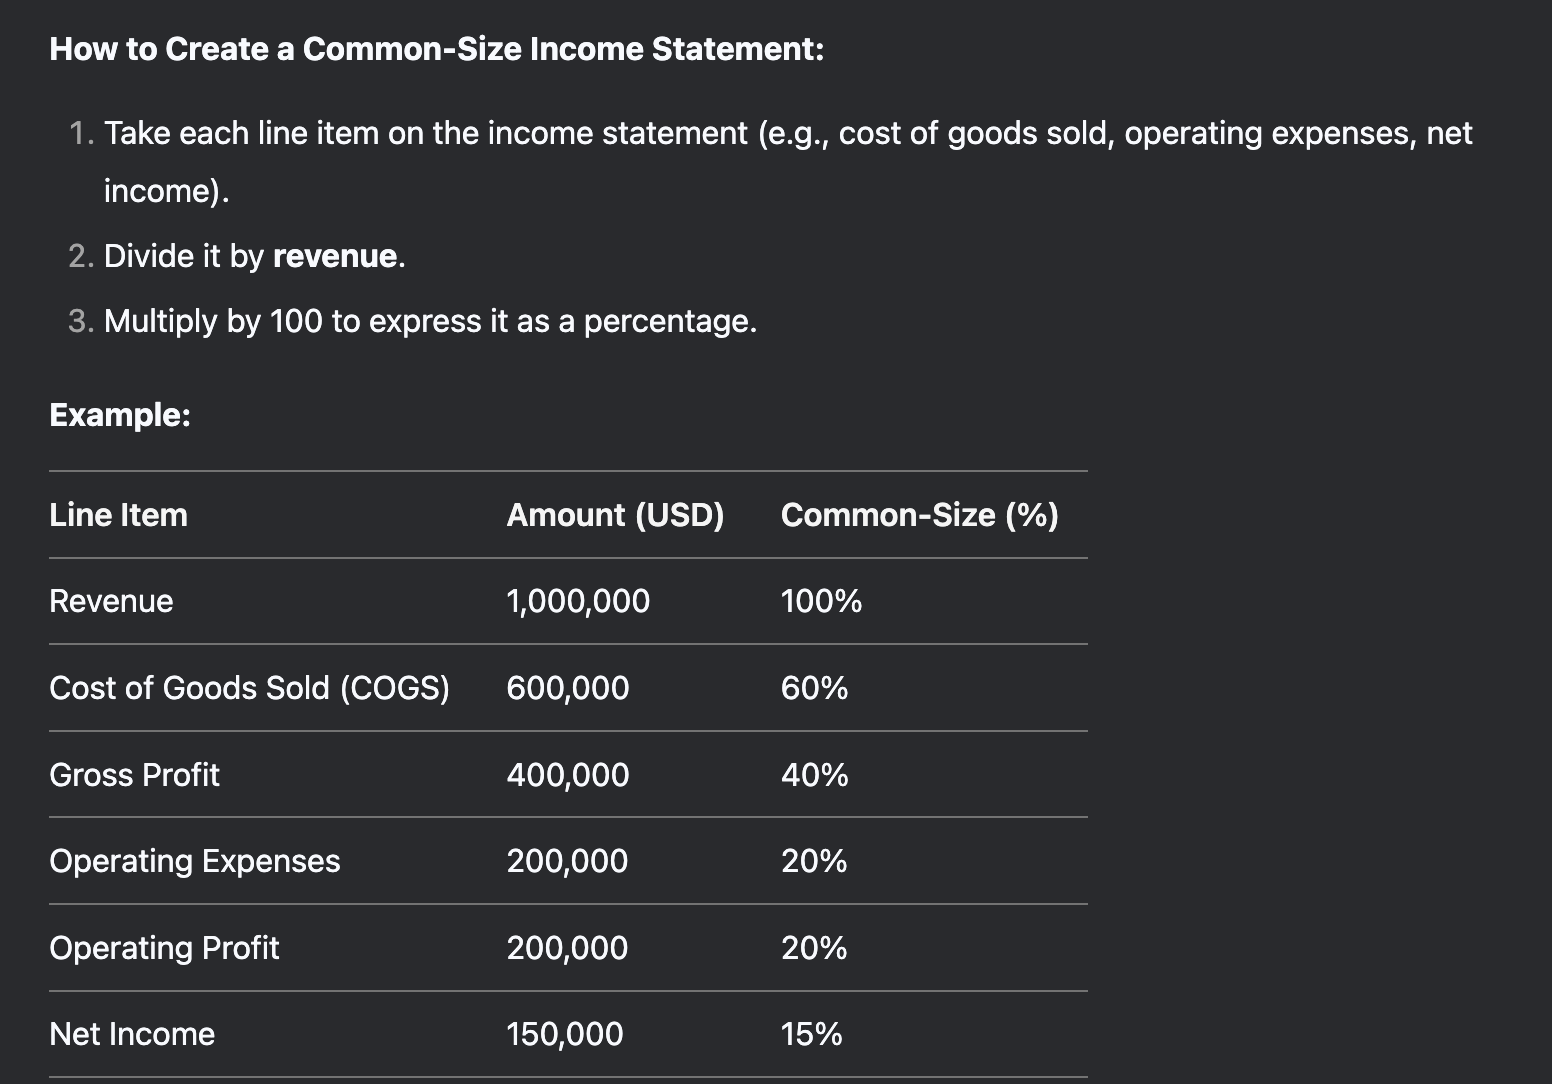 How to Create a Common-Size Income Statement:
1. Take each line item on the income statement (e.g., cost of goods sold, operating expenses, net
income).
2. Divide it by revenue.
3. Multiply by 100 to express it as a percentage.
Example:
Line Item Amount (USD) Common-Size (%)
Revenue 1,000,000 100%
Cost of Goods Sold (COGS) 600,000 60%
Gross Profit 400,000 40%
Operating Expenses 200,000 20%
Operating Profit 200,000 20%
Net Income 150,000 15%